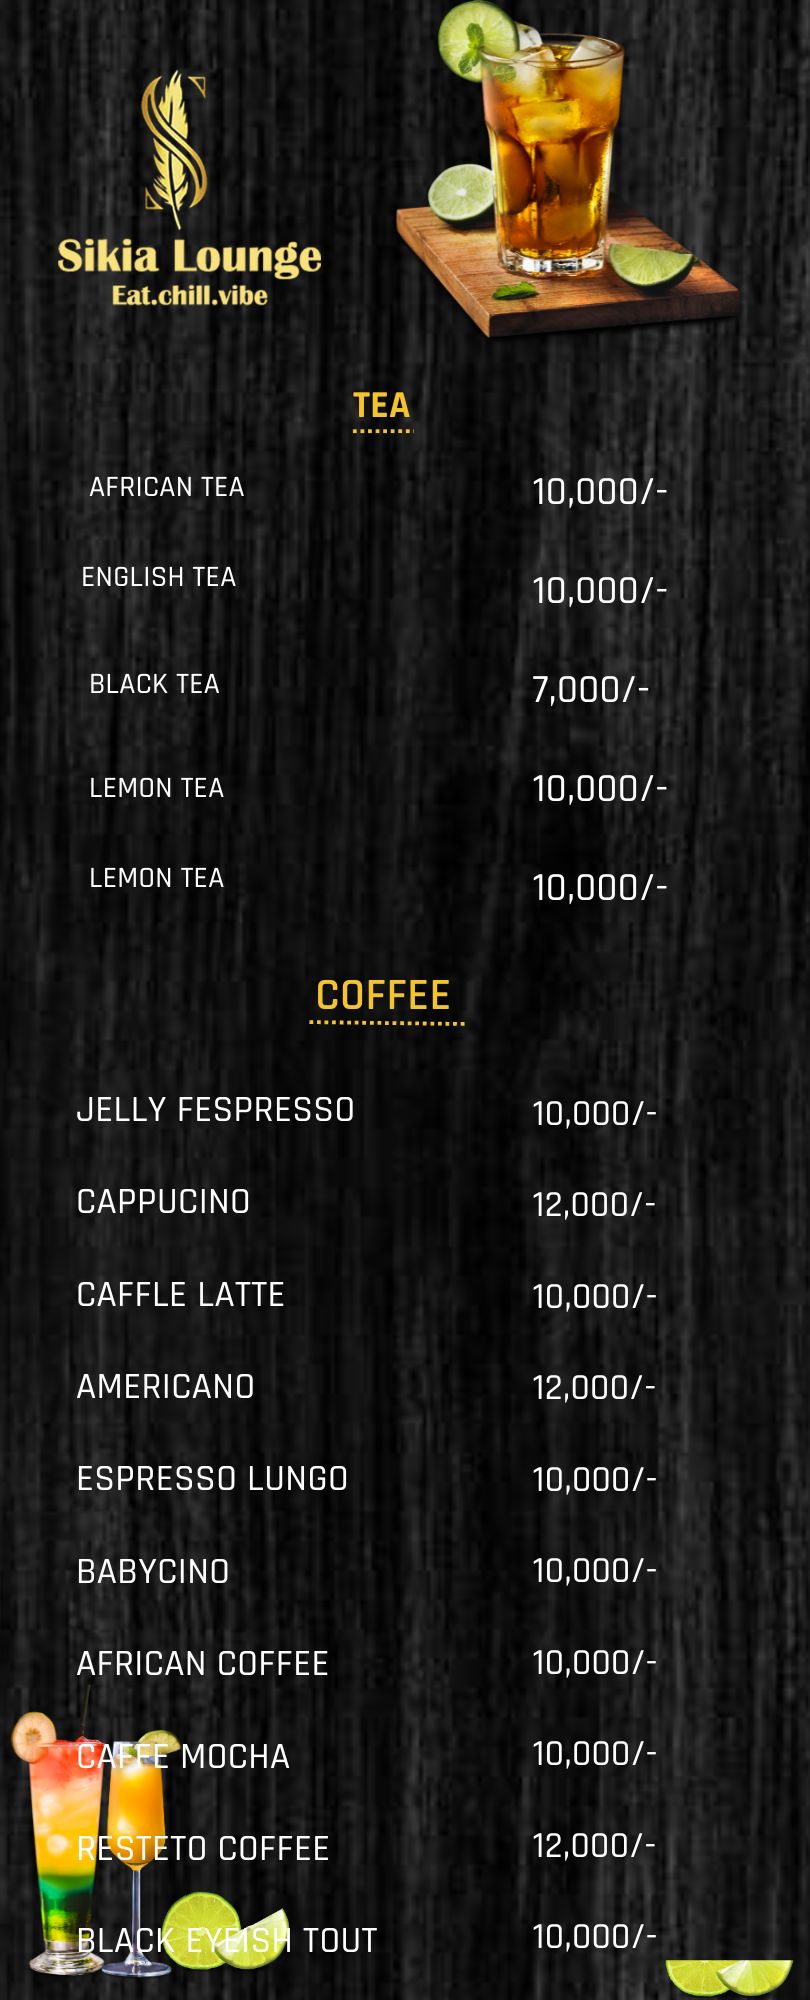 Sikia Lounge
Eat.chill.vibe
TEA
AFRICAN TEA 10,000/-
ENGLISH TEA 10,000/-
BLACK TEA 7,000/-
LEMON TEA 10,000/-
LEMON TEA 10,000/-
COFFEE
JELLY FESPRESSO 10,000/-
CAPPUCINO 12,000/-
CAFFLE LATTE 10,000/-
AMERICANO 12,000/-
ESPRESSO LUNGO 10,000/-
BABYCINO 10,000/-
AFRICAN COFFEE 10,000/-
CAFFE MOCHA 10,000/-
RESTETO COFFEE 12,000/-
BLACK EYEISH TOUT 10,000/-